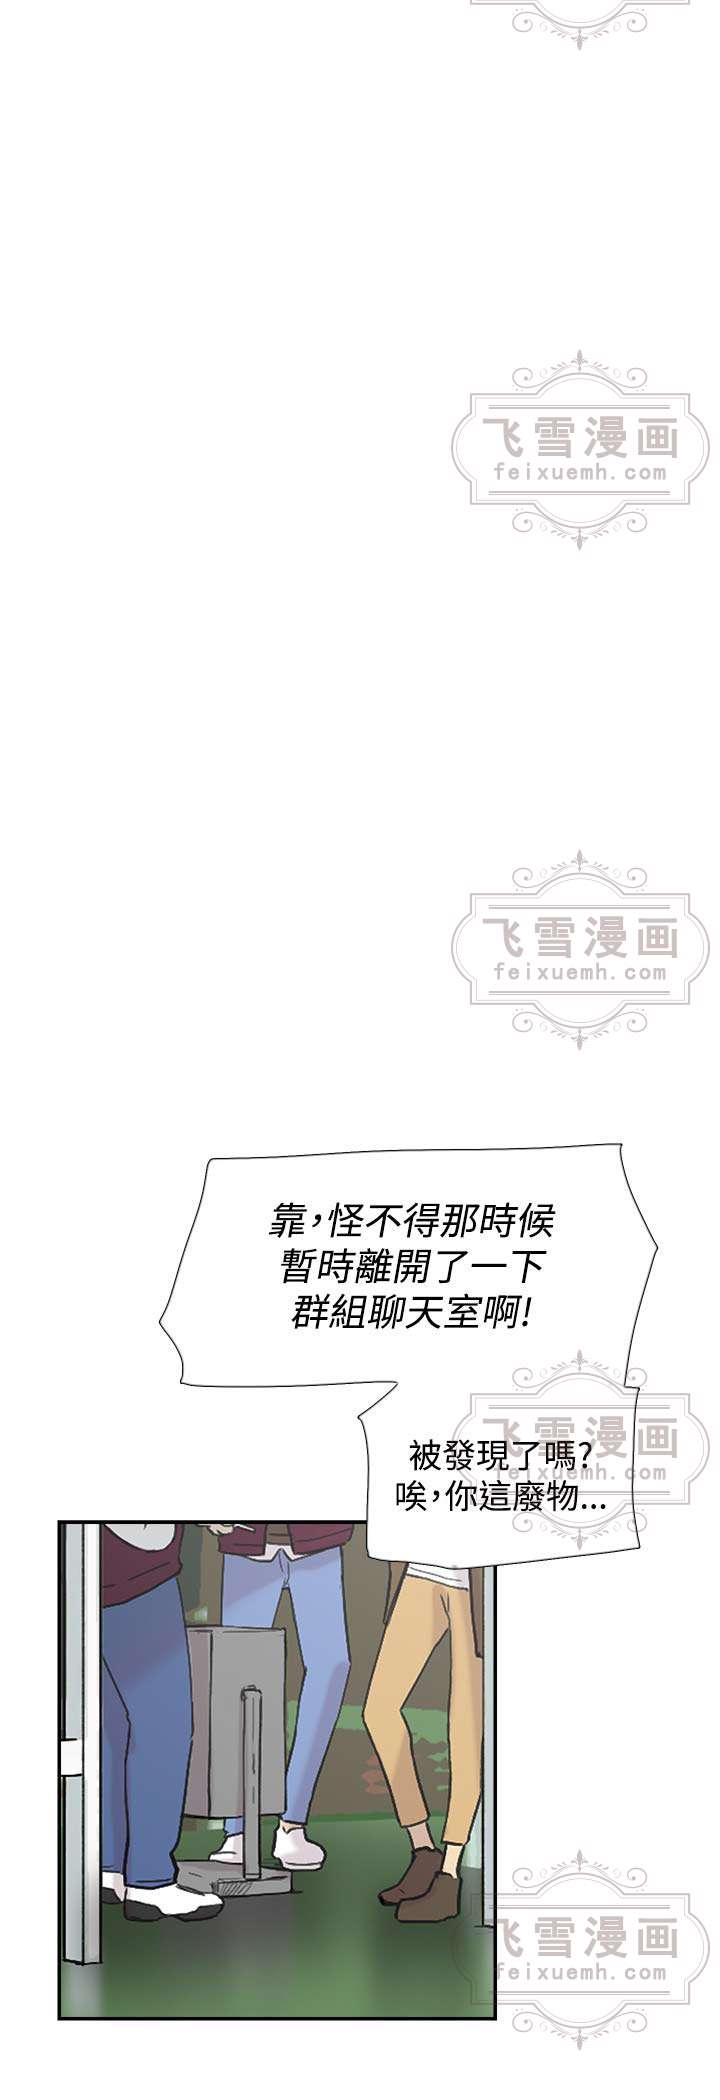 飞雪漫画
feixuemh.com
飞雪漫画
feixuemh.com
靠,怪不得那時候
暫時離開了一下
群組聊天室啊!
飞雪漫画
feixuemh.com
被發現了嗎?
唉,你這廢物...
飞雪漫画
feixuemh.com